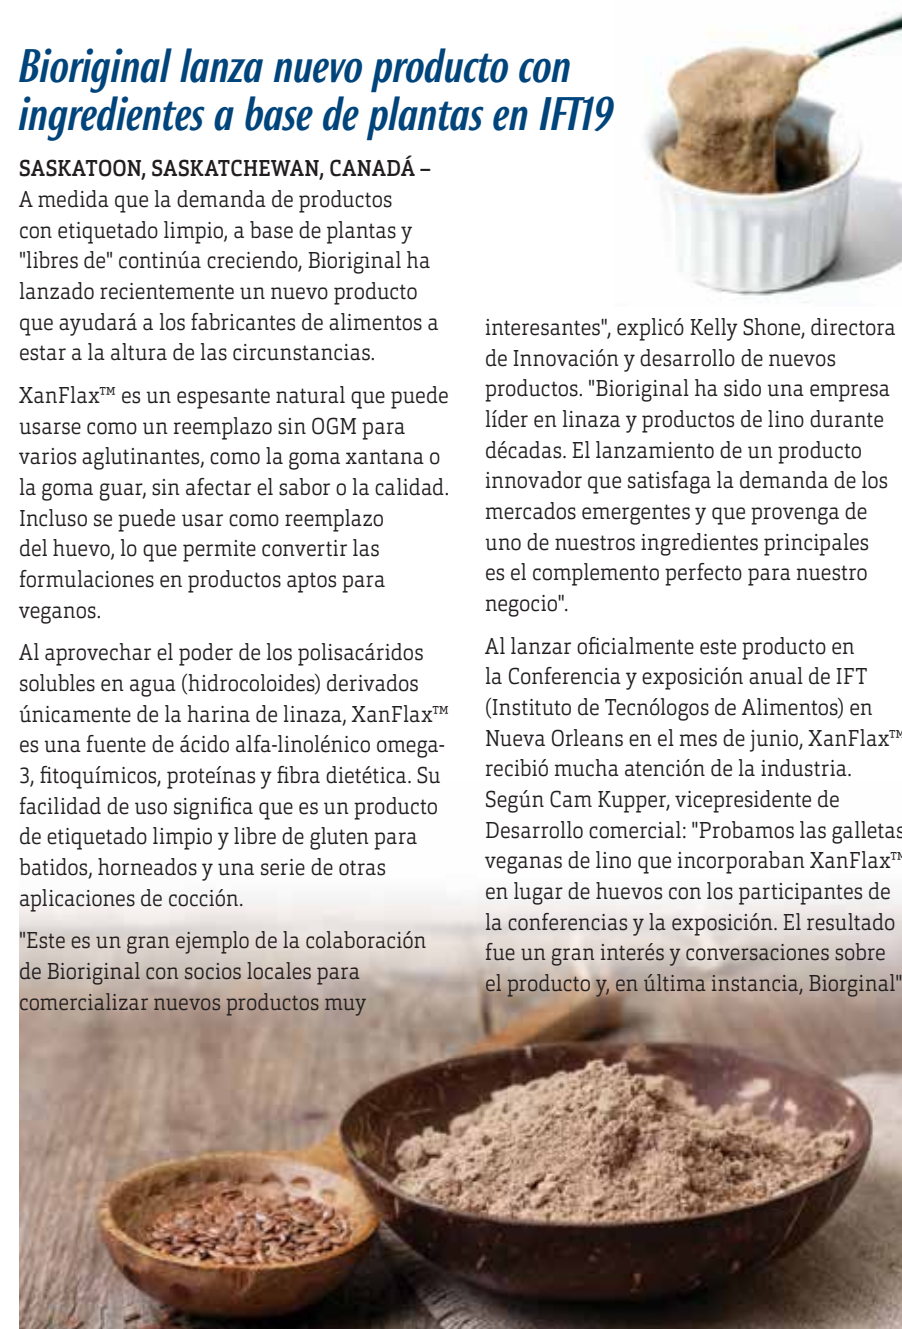 Bioriginal lanza nuevo producto con
ingredientes a base de plantas en IFT19
SASKATOON, SASKATCHEWAN, CANADÁ –
A medida que la demanda de productos
con etiquetado limpio, a base de plantas y
"libres de" continúa creciendo, Bioriginal ha
lanzado recientemente un nuevo producto
que ayudará a los fabricantes de alimentos a
estar a la altura de las circunstancias.
XanFlax™ es un espesante natural que puede
usarse como un reemplazo sin OGM para
varios aglutinantes, como la goma xantana o
la goma guar, sin afectar el sabor o la calidad.
Incluso se puede usar como reemplazo
del huevo, lo que permite convertir las
formulaciones en productos aptos para
veganos.
Al aprovechar el poder de los polisacáridos
solubles en agua (hidrocoloides) derivados
únicamente de la harina de linaza, XanFlax™
es una fuente de ácido alfa-linolénico omega-
3, fitoquímicos, proteínas y fibra dietética. Su
facilidad de uso significa que es un producto
de etiquetado limpio y libre de gluten para
batidos, horneados y una serie de otras
aplicaciones de cocción.
"Este es un gran ejemplo de la colaboración
de Bioriginal con socios locales para
comercializar nuevos productos muy
interesantes", explicó Kelly Shone, directora
de Innovación y desarrollo de nuevos
productos. "Bioriginal ha sido una empresa
líder en linaza y productos de lino durante
décadas. El lanzamiento de un producto
innovador que satisfaga la demanda de los
mercados emergentes y que provenga de
uno de nuestros ingredientes principales
es el complemento perfecto para nuestro
negocio".
Al lanzar oficialmente este producto en
la Conferencia y exposición anual de IFT
(Instituto de Tecnólogos de Alimentos) en
Nueva Orleans en el mes de junio, XanFlax™
recibió mucha atención de la industria.
Según Cam Kupper, vicepresidente de
Desarrollo comercial: "Probamos las galletas
veganas de lino que incorporaban XanFlax™
en lugar de huevos con los participantes de
la conferencias y la exposición. El resultado
fue un gran interés y conversaciones sobre
el producto y, en última instancia, Biorginal"